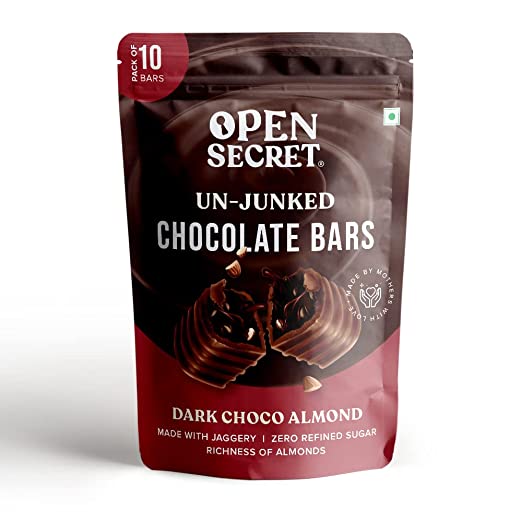 PACK OF
10
BARS
OPEN
SECRET®
UN-JUNKED
CHOCOLATE BARS
MADE BY MOTHERS WITH LOVE
DARK CHOCO ALMOND
MADE WITH JAGGERY | ZERO REFINED SUGAR
RICHNESS OF ALMONDS